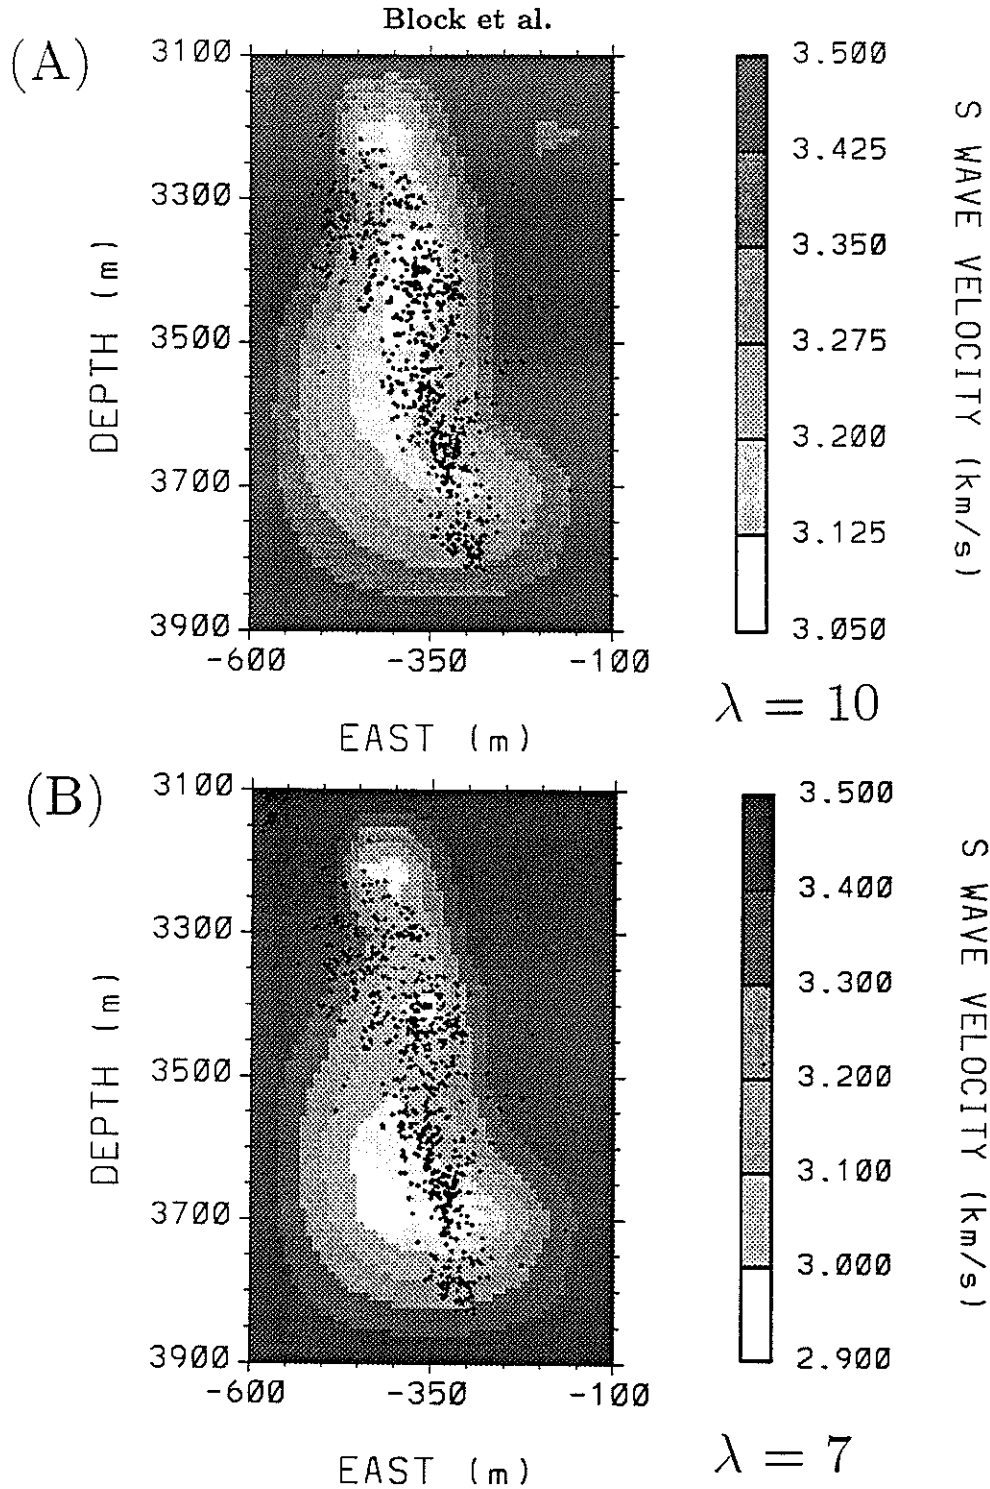 Block et al.
(A)
3100
3300
3500
3700
3900
DEPTH (m)
-600 -350 -100
EAST (m)
3.500
3.425
3.350
3.275
3.200
3.125
3.050
S WAVE VELOCITY (km/s)
λ = 10
(B)
3100
3300
3500
3700
3900
DEPTH (m)
-600 -350 -100
EAST (m)
3.500
3.400
3.300
3.200
3.100
3.000
2.900
S WAVE VELOCITY (km/s)
λ = 7